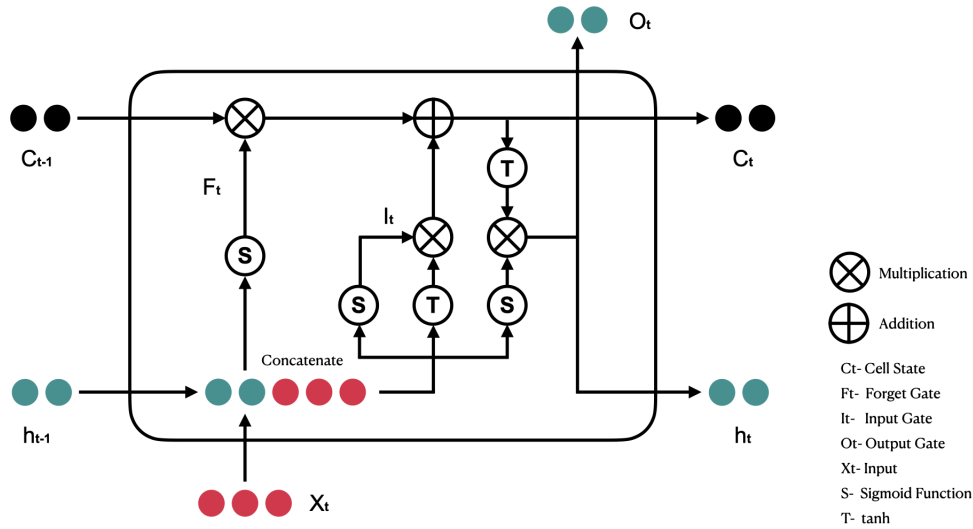 Ot
Ct-1
Ct
T
Ft
It
S
S
T
S
Concatenate
ht-1
ht
Xt
Multiplication
Addition
Ct- Cell State
Ft- Forget Gate
It- Input Gate
Ot- Output Gate
Xt- Input
S- Sigmoid Function
T- tanh